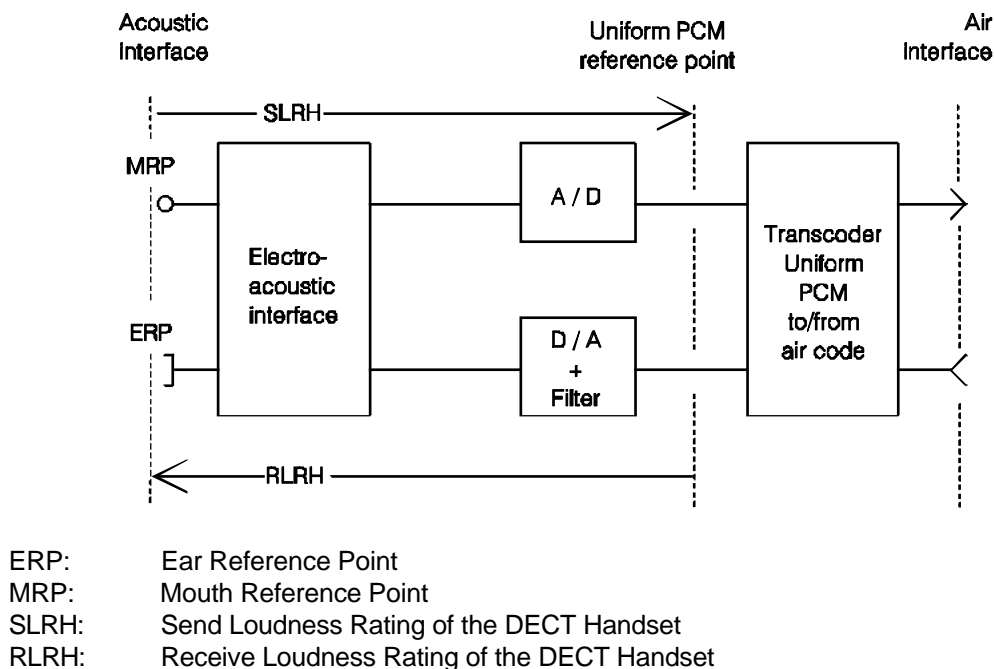 Acoustic
interface
Uniform PCM
reference point
Air
interface
SLRH
MRP
A / D
Electro-
acoustic
interface
Transcoder
Uniform
PCM
to/from
air code
ERP
D / A
+
Filter
RLRH
ERP: Ear Reference Point
MRP: Mouth Reference Point
SLRH: Send Loudness Rating of the DECT Handset
RLRH: Receive Loudness Rating of the DECT Handset